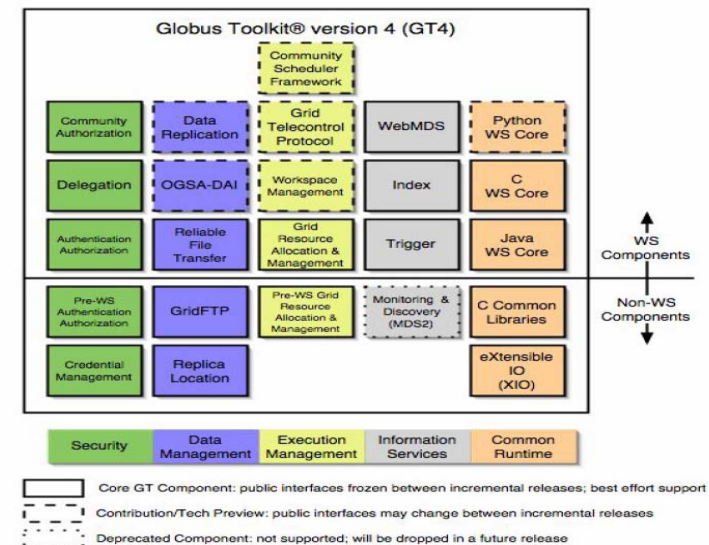 Globus Toolkit® version 4 (GT4)
Community
Scheduler
Framework
Community
Authorization
Data
Replication
Grid
Telecontrol
Protocol
WebMDS
Python
WS Core
Delegation
OGSA-DAI
Workspace
Management
Index
C
WS Core
Authentication
Authorization
Reliable
File
Transfer
Grid
Resource
Allocation &
Management
Trigger
Java
WS Core
WS
Components
Pre-WS
Authentication
Authorization
GridFTP
Pre-WS Grid
Resource
Allocation &
Management
Monitoring &
Discovery
(MDS2)
C Common
Libraries
Non-WS
Components
Credential
Management
Replica
Location
eXtensible
IO
(XIO)
Security
Data
Management
Execution
Management
Information
Services
Common
Runtime
Core GT Component: public interfaces frozen between incremental releases; best effort support
Contribution/Tech Preview: public interfaces may change between incremental releases
Deprecated Component: not supported; will be dropped in a future release